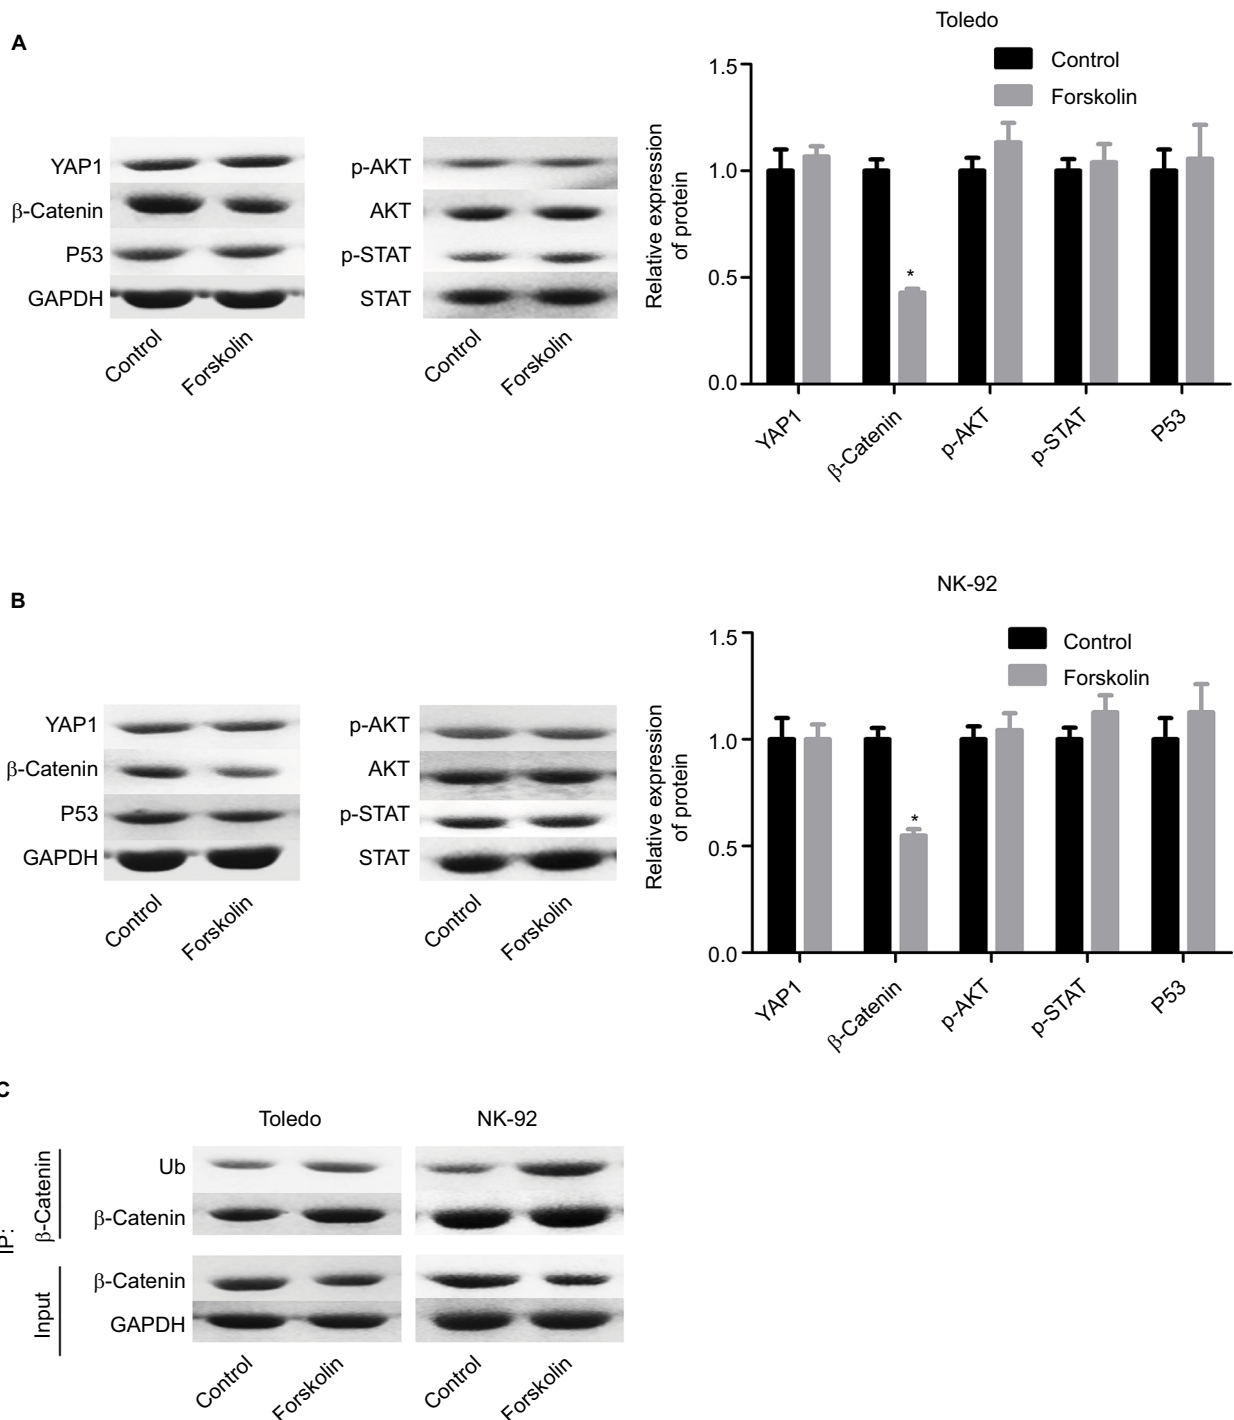 A
YAP1
β-Catenin
P53
GAPDH
Control
Forskolin
p-AKT
AKT
p-STAT
STAT
Control
Forskolin
Toledo
Control
Forskolin
Relative expression
of protein
1.5
1.0
0.5
0.0
*
YAP1
β-Catenin
p-AKT
p-STAT
P53
B
YAP1
β-Catenin
P53
GAPDH
Control
Forskolin
p-AKT
AKT
p-STAT
STAT
Control
Forskolin
NK-92
Control
Forskolin
Relative expression
of protein
1.5
1.0
0.5
0.0
*
YAP1
β-Catenin
p-AKT
p-STAT
P53
C
Toledo
NK-92
IP:
β-Catenin
Ub
β-Catenin
Input
β-Catenin
GAPDH
Control
Forskolin
Control
Forskolin